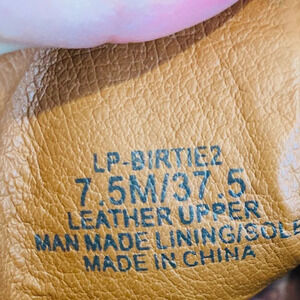 LP-BIRTIE2
7.5M/37.5
LEATHER UPPER
MAN MADE LINING/SOLE
MADE IN CHINA